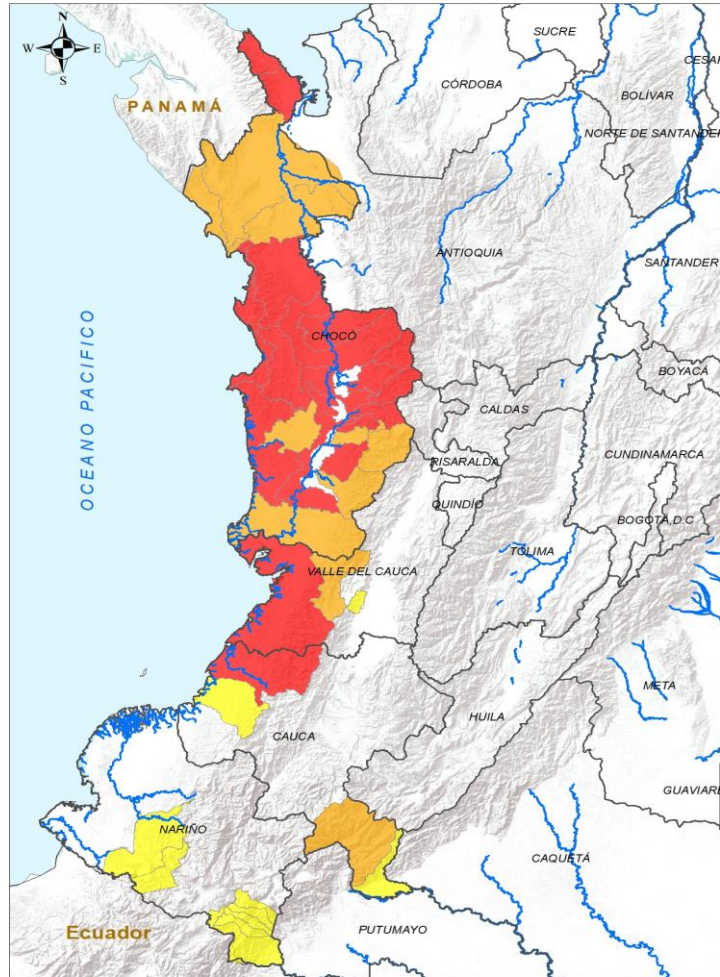 N
W E
S
PANAMÁ
SUCRE
CÓRDOBA
CESAR
BOLÍVAR
NORTE DE SANTANDER
ANTIOQUIA
SANTANDER
OCEANO PACIFICO
CHOCÓ
BOYACÁ
CALDAS
CUNDINAMARCA
RISARALDA
QUINDÍO
BOGOTÁ, D.C
TOLIMA
VALLE DEL CAUCA
META
HUILA
CAUCA
GUAVIARE
NARIÑO
CAQUETÁ
Ecuador
PUTUMAYO